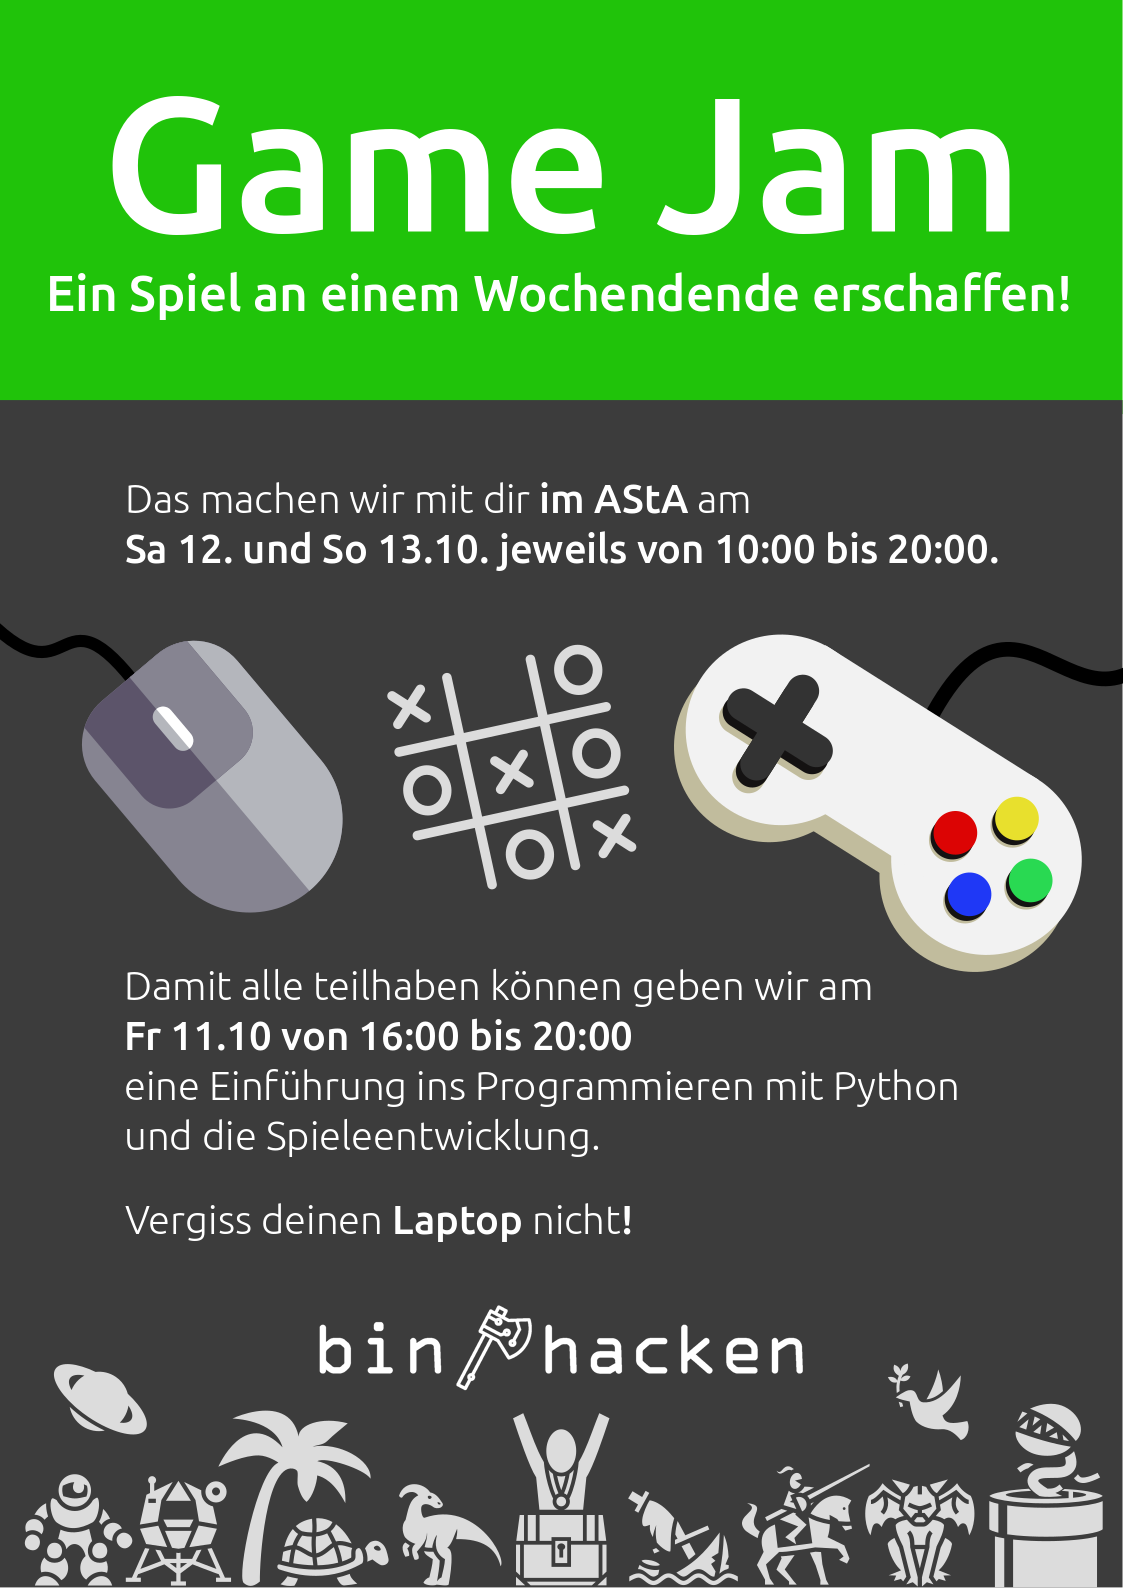 Game Jam
Ein Spiel an einem Wochendende erschaffen!
Das machen wir mit dir im AStA am
Sa 12. und So 13.10. jeweils von 10:00 bis 20:00.
Damit alle teilhaben können geben wir am
Fr 11.10 von 16:00 bis 20:00
eine Einführung ins Programmieren mit Python
und die Spieleentwicklung.
Vergiss deinen Laptop nicht!
bin hacken